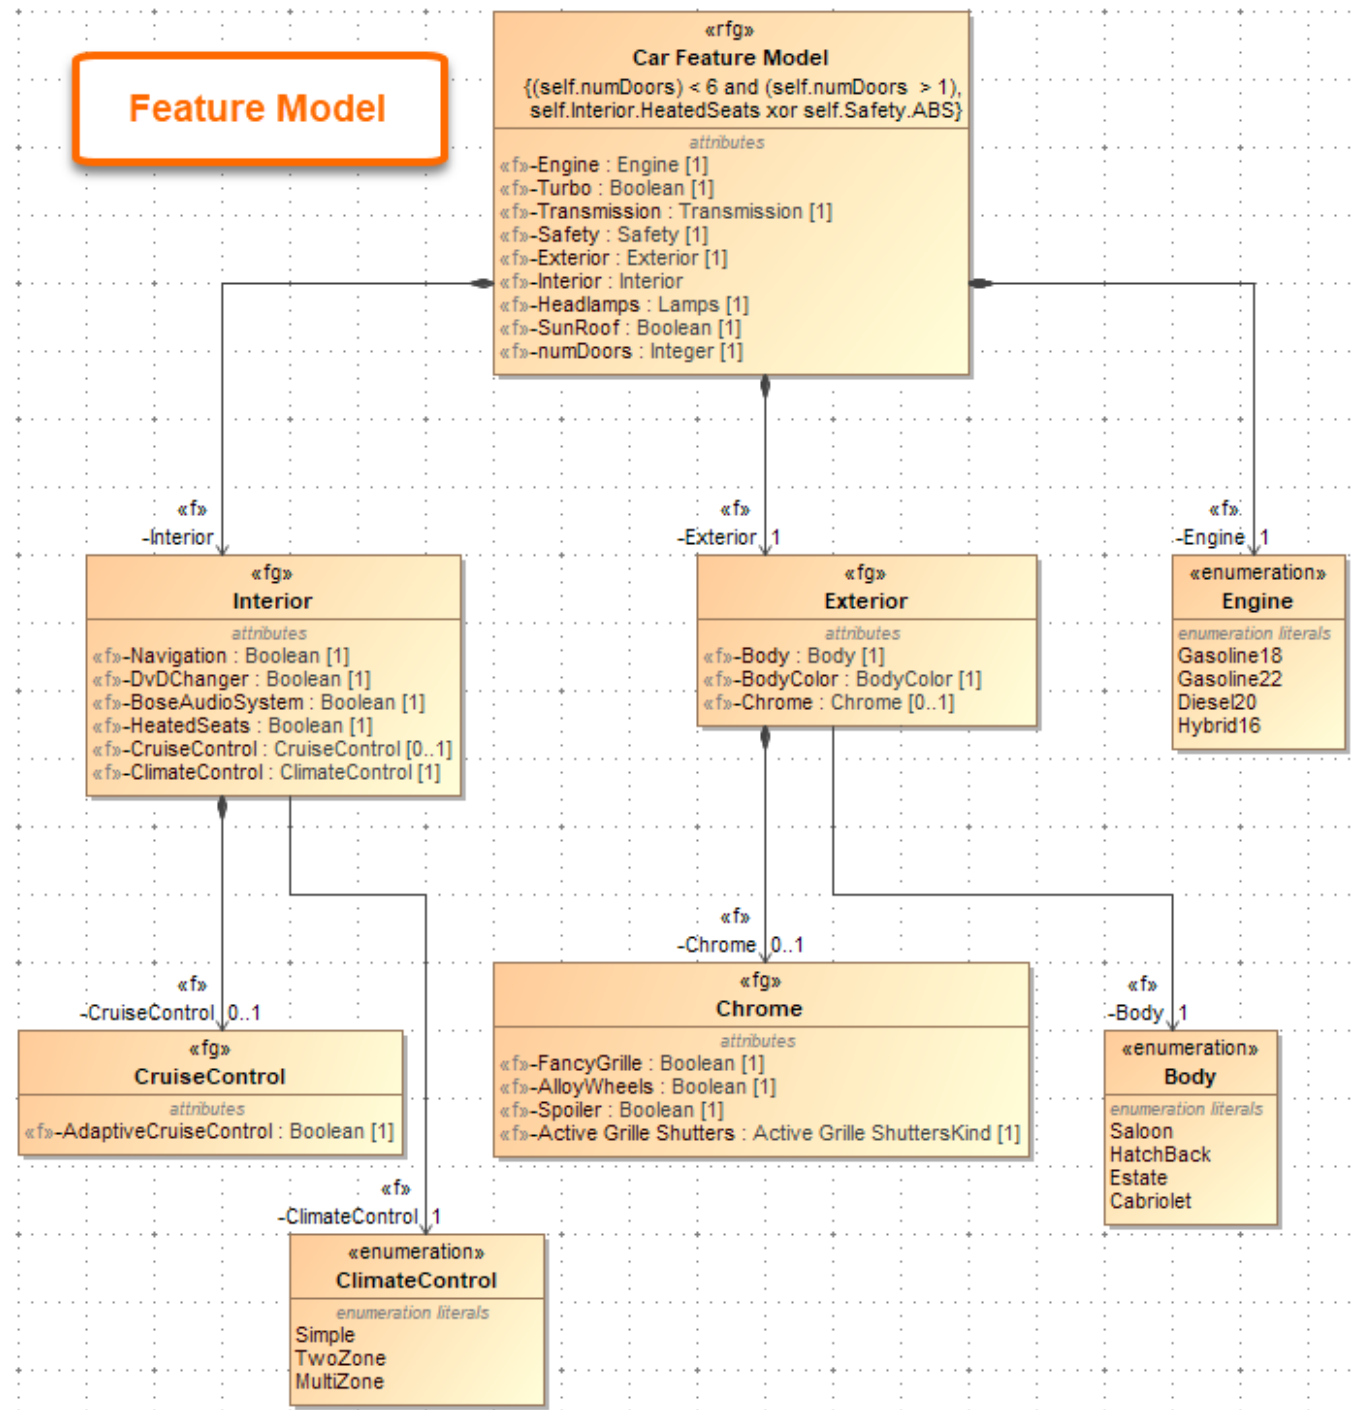 Feature Model
«rfg»
Car Feature Model
{(self.numDoors) < 6 and (self.numDoors > 1),
self.Interior.HeatedSeats xor self.Safety.ABS}
attributes
«f»-Engine : Engine [1]
«f»-Turbo : Boolean [1]
«f»-Transmission : Transmission [1]
«f»-Safety : Safety [1]
«f»-Exterior : Exterior [1]
«f»-Interior : Interior
«f»-Headlamps : Lamps [1]
«f»-SunRoof : Boolean [1]
«f»-numDoors : Integer [1]
«f»
-Interior
«f»
-Exterior 1
«f»
-Engine 1
«fg»
Interior
attributes
«f»-Navigation : Boolean [1]
«f»-DvDChanger : Boolean [1]
«f»-BoseAudioSystem : Boolean [1]
«f»-HeatedSeats : Boolean [1]
«f»-CruiseControl : CruiseControl [0..1]
«f»-ClimateControl : ClimateControl [1]
«fg»
Exterior
attributes
«f»-Body : Body [1]
«f»-BodyColor : BodyColor [1]
«f»-Chrome : Chrome [0..1]
«enumeration»
Engine
enumeration literals
Gasoline18
Gasoline22
Diesel20
Hybrid16
«f»
-CruiseControl 0..1
«f»
-Chrome 0..1
«f»
-Body 1
«fg»
CruiseControl
attributes
«f»-AdaptiveCruiseControl : Boolean [1]
«fg»
Chrome
attributes
«f»-FancyGrille : Boolean [1]
«f»-AlloyWheels : Boolean [1]
«f»-Spoiler : Boolean [1]
«f»-Active Grille Shutters : Active Grille ShuttersKind [1]
«enumeration»
Body
enumeration literals
Saloon
HatchBack
Estate
Cabriolet
«f»
-ClimateControl 1
«enumeration»
ClimateControl
enumeration literals
Simple
TwoZone
MultiZone